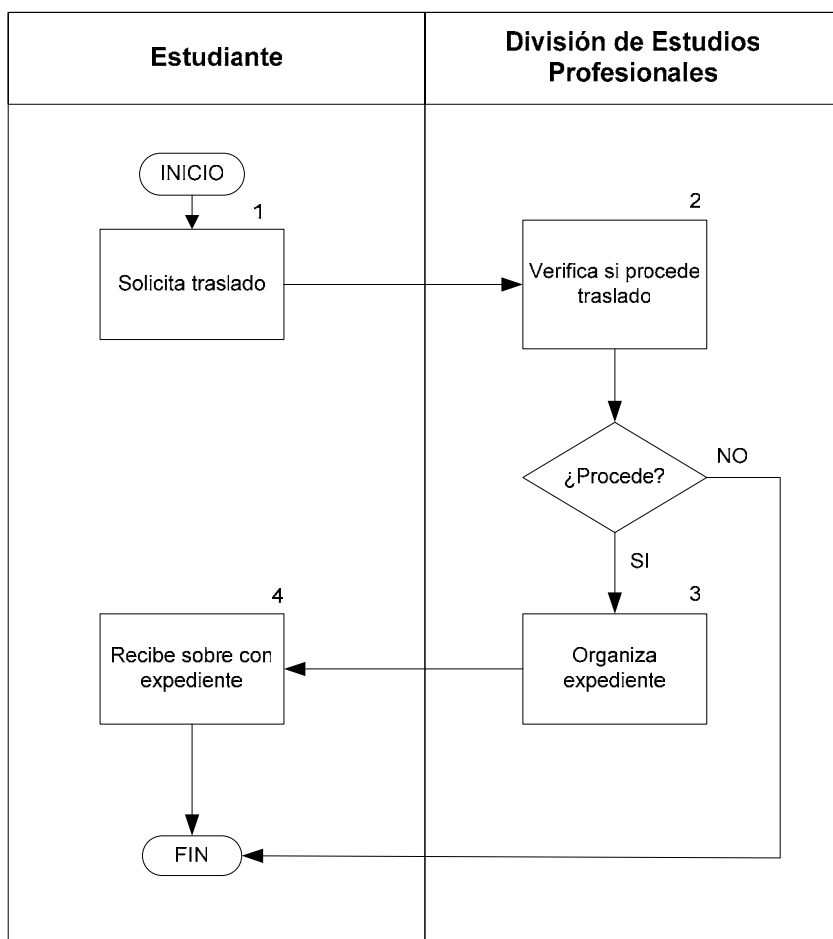 Estudiante
División de Estudios
Profesionales
INICIO
1
Solicita traslado
2
Verifica si procede
traslado
¿Procede?
NO
SI
3
Organiza
expediente
4
Recibe sobre con
expediente
FIN